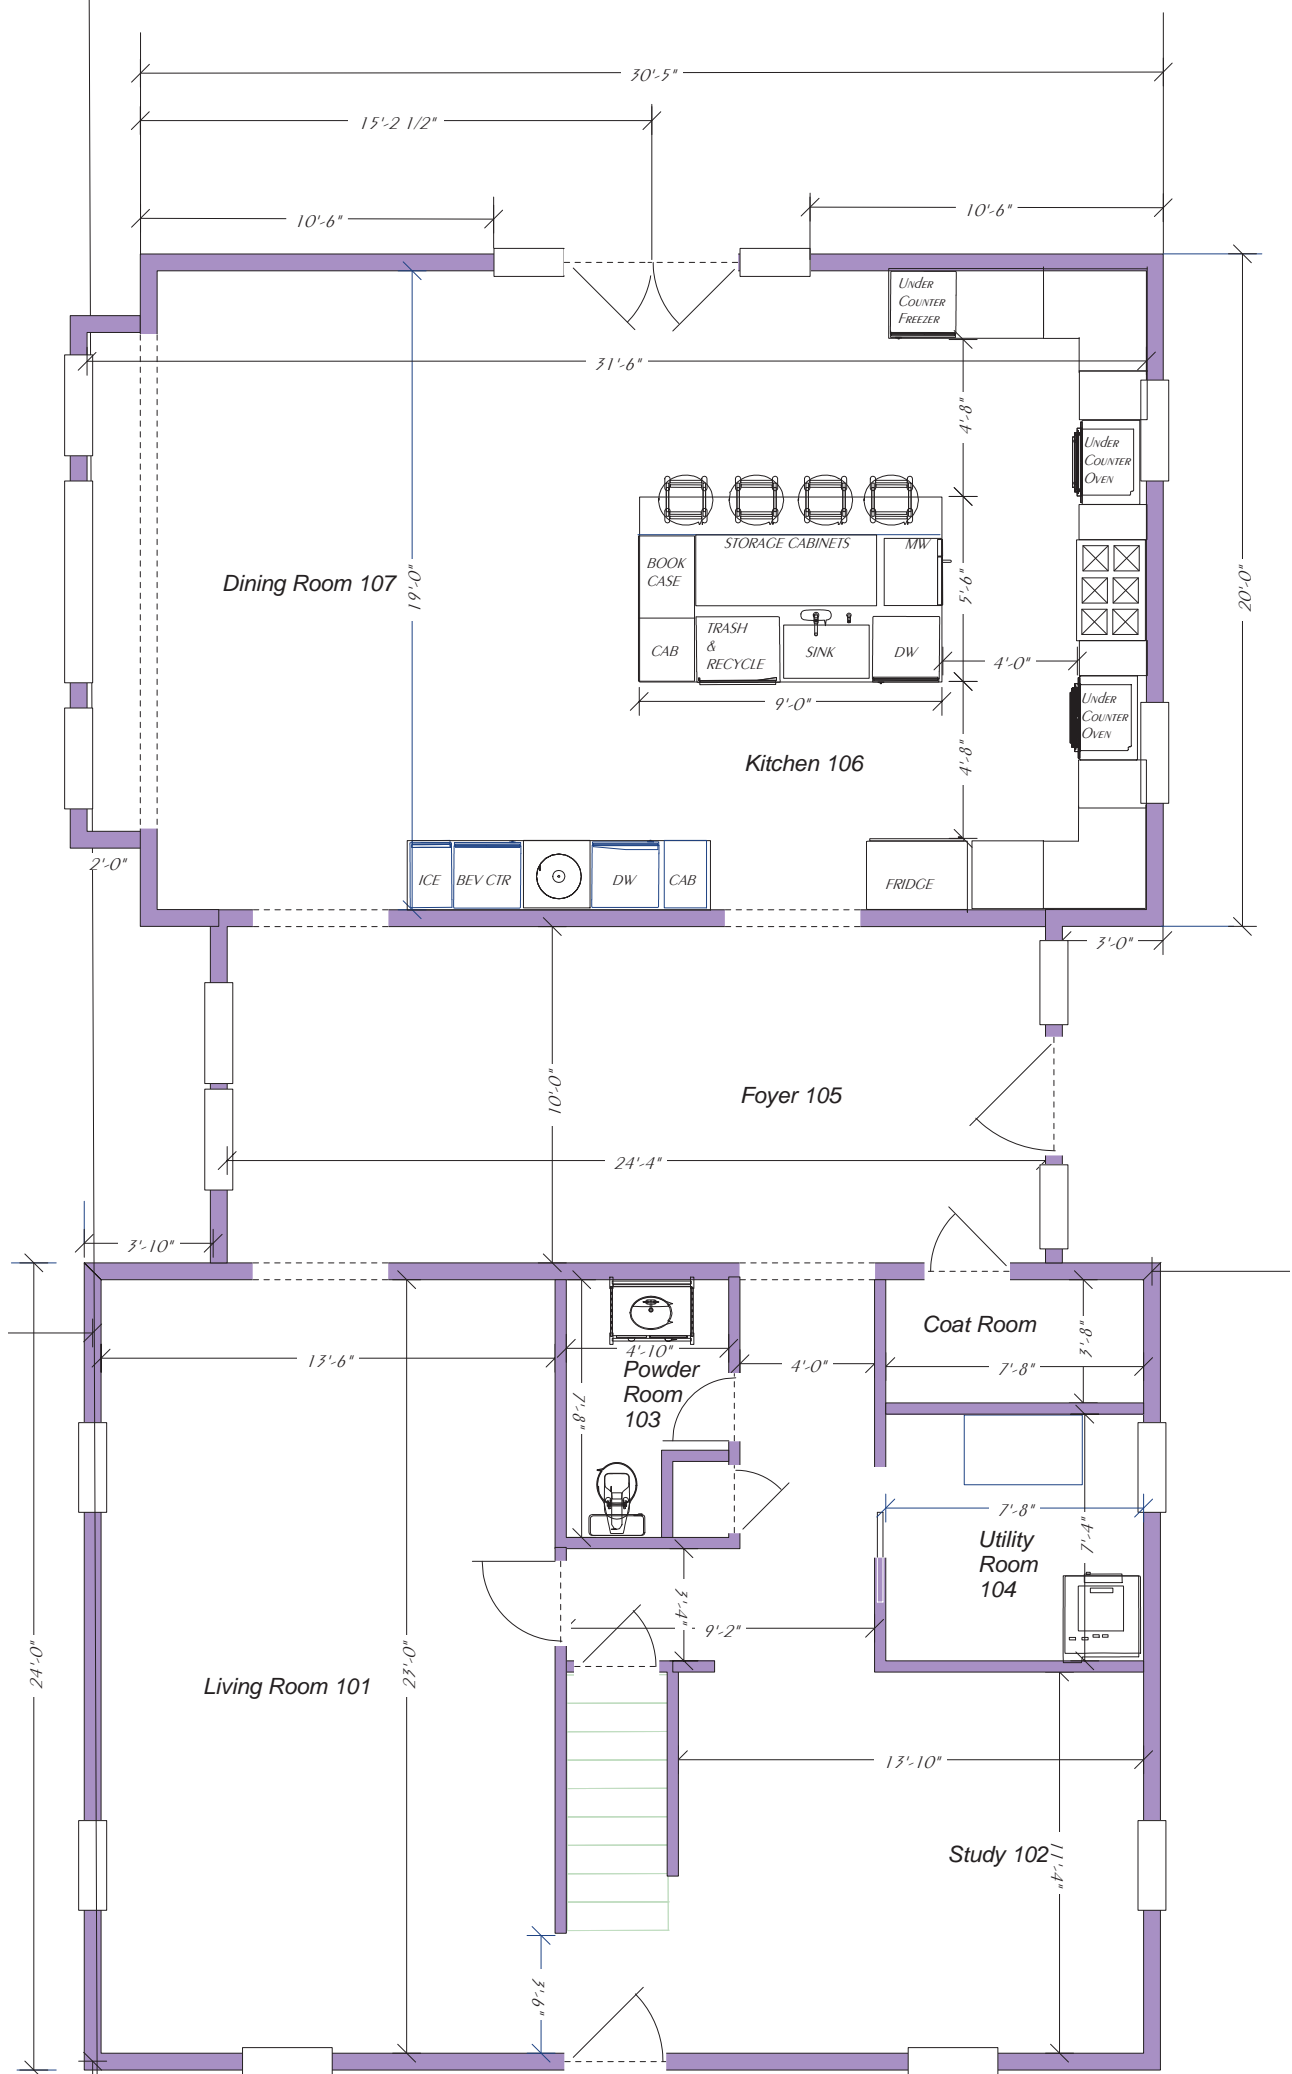 30'-5"
15'-2 1/2"
10'-6"
10'-6"
UNDER
COUNTER
FREEZER
31'-6"
4'-8"
UNDER
COUNTER
OVEN
STORAGE CABINETS
MW
BOOK
CASE
Dining Room 107
19'-0"
5'-6"
20'-0"
TRASH
&
RECYCLE
CAB
SINK
DW
4'-0"
9'-0"
UNDER
COUNTER
OVEN
Kitchen 106
4'-8"
2'-0"
ICE
BEV CTR
DW
CAB
FRIDGE
3'-0"
10'-0"
Foyer 105
24'-4"
3'-10"
Coat Room
3'-8"
13'-6"
4'-10"
4'-0"
7'-8"
Powder
Room
103
7'-8"
7'-8"
Utility
Room
104
7'-4"
3'-4"
9'-2"
24'-0"
Living Room 101
23'-0"
13'-10"
Study 102
11'-4"
3'-6"